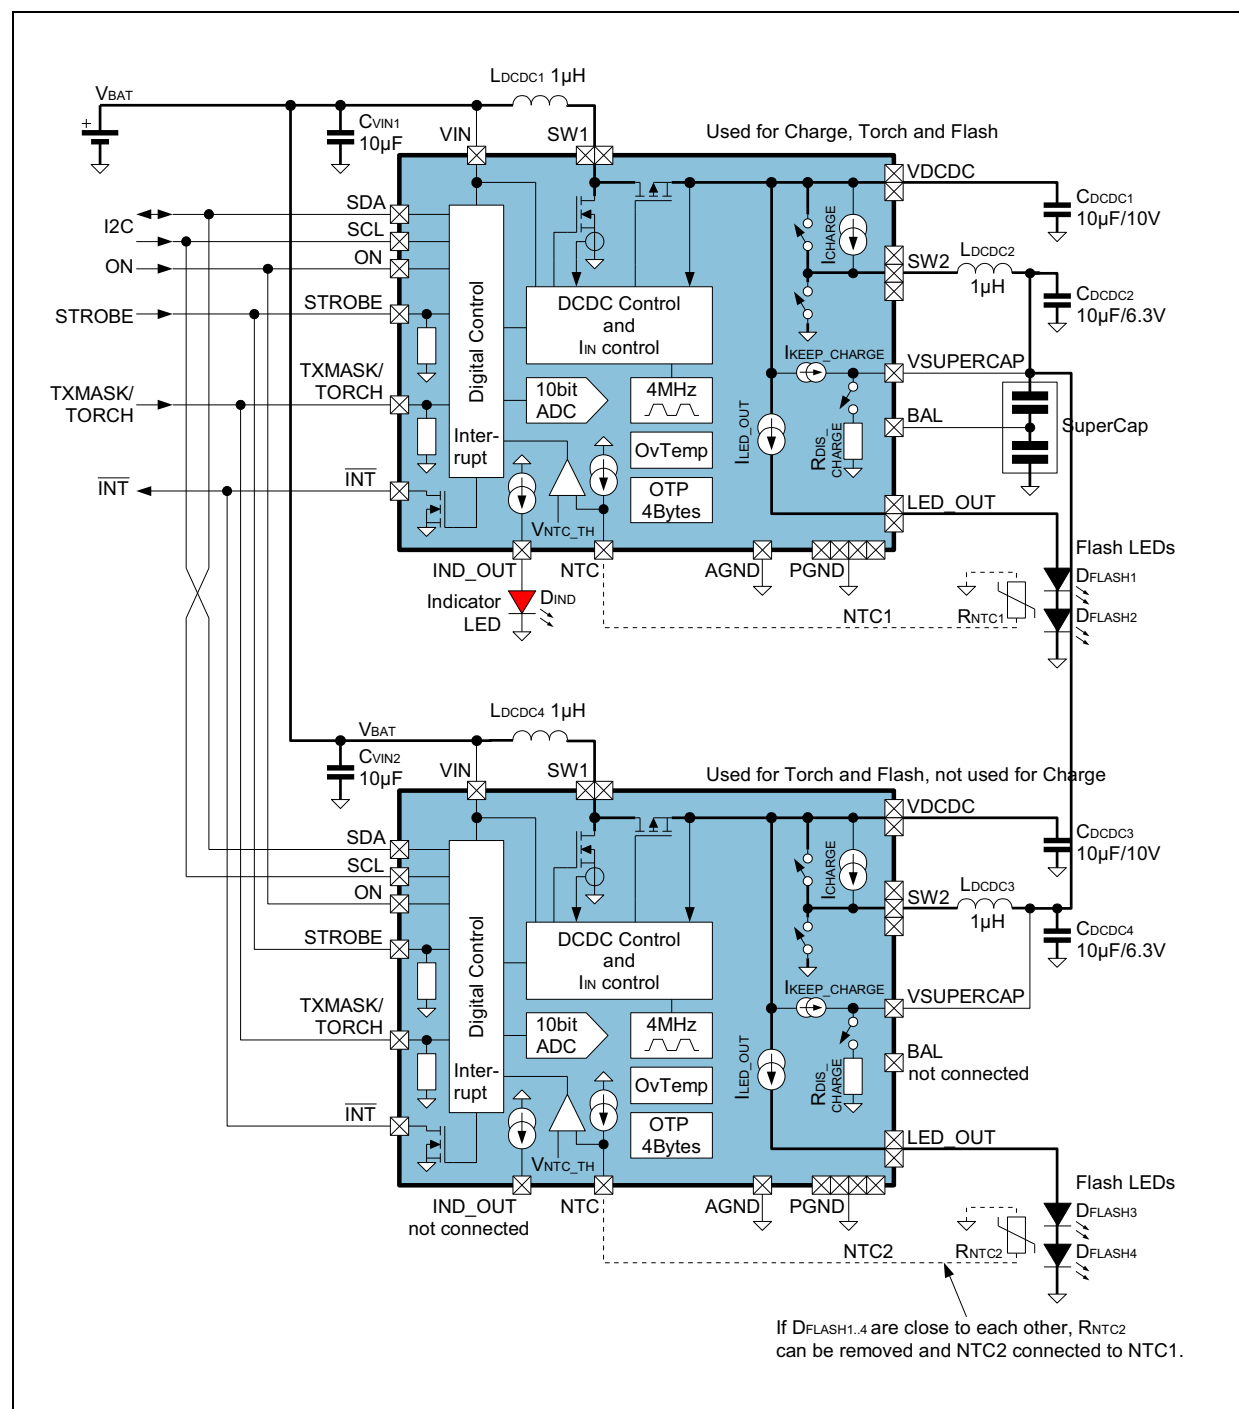 LDCDC1 1µH
VBAT
+
CVIN1
10µF
VIN
SW1
Used for Charge, Torch and Flash
VDCDC
CDCDC1
10µF/10V
SDA
I2C
SCL
ON
ON
STROBE
STROBE
TXMASK/
TORCH
TXMASK/
TORCH
INT
INT
Digital Control
Inter-
rupt
DCDC Control
and
IIN control
10bit
ADC
4MHz
OvTemp
OTP
4Bytes
VNTC_TH
ICHARGE
SW2
LDCDC2
1µH
CDCDC2
10µF/6.3V
IKEEP_CHARGE
VSUPERCAP
BAL
SuperCap
ILED_OUT
RDIS_
CHARGE
LED_OUT
Flash LEDs
DFLASH1
DFLASH2
IND_OUT
NTC
AGND
PGND
Indicator
LED
DIND
NTC1
RNTC1
LDCDC4 1µH
VBAT
CVIN2
10µF
VIN
SW1
Used for Torch and Flash, not used for Charge
VDCDC
CDCDC3
10µF/10V
SDA
SCL
ON
STROBE
TXMASK/
TORCH
INT
Digital Control
Inter-
rupt
DCDC Control
and
IIN control
10bit
ADC
4MHz
OvTemp
OTP
4Bytes
VNTC_TH
ICHARGE
SW2
LDCDC3
1µH
CDCDC4
10µF/6.3V
IKEEP_CHARGE
VSUPERCAP
BAL
not connected
ILED_OUT
RDIS_
CHARGE
LED_OUT
Flash LEDs
DFLASH3
DFLASH4
IND_OUT
not connected
NTC
AGND
PGND
NTC2
RNTC2
If DFLASH1..4 are close to each other, RNTC2
can be removed and NTC2 connected to NTC1.